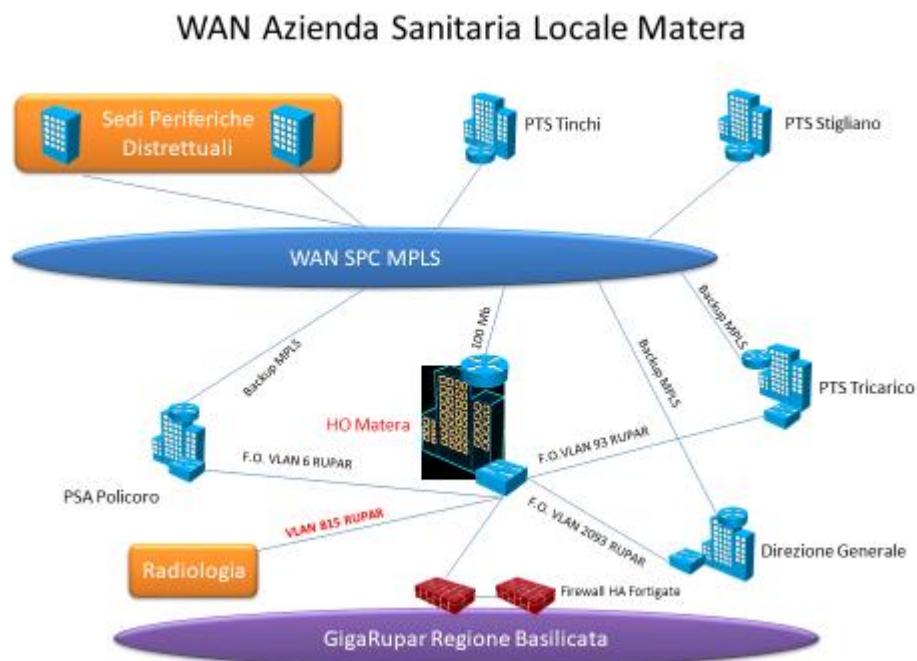 WAN Azienda Sanitaria Locale Matera
Sedi Periferiche
Distrettuali
PTS Tinchi
PTS Stigliano
WAN SPC MPLS
Backup MPLS
100 Mb
Backup MPLS
Backup MPLS
PTS Tricarico
HO Matera
F.O. VLAN 93 RUPAR
F.O. VLAN 6 RUPAR
PSA Policoro
VLAN 815 RUPAR
F.O. VLAN 2093 RUPAR
Direzione Generale
Radiologia
Firewall HA Fortigate
GigaRupar Regione Basilicata